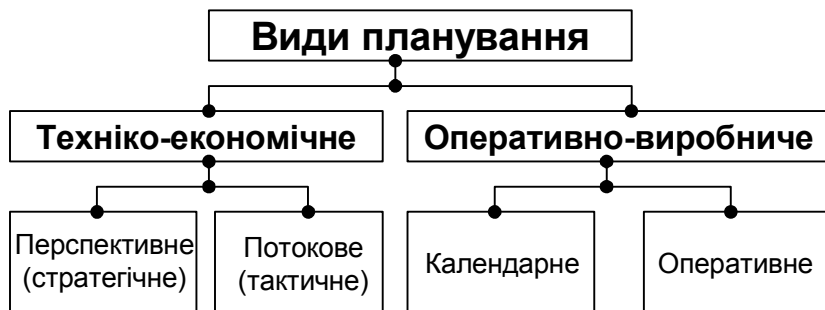 Види планування
Техніко-економічне
Оперативно-виробниче
Перспективне
(стратегічне)
Потокове
(тактичне)
Календарне
Оперативне